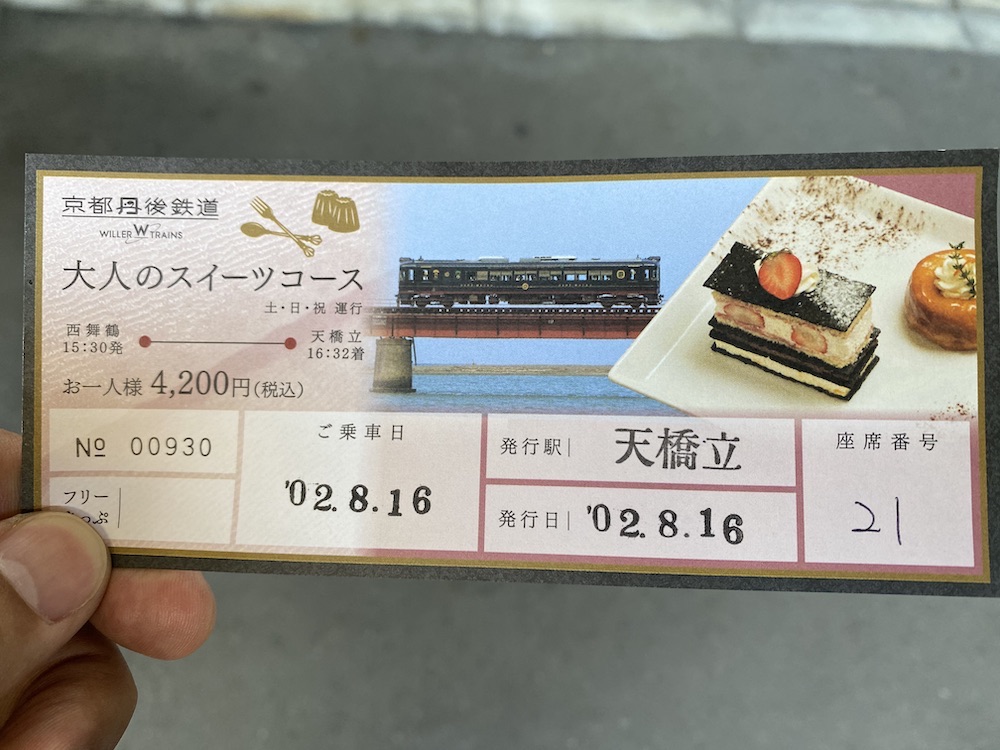 京都丹後鉄道
WILLER TRAINS
大人のスイーツコース
土・日・祝 運行
西舞鶴
15:30発
天橋立
16:32着
お一人様 4,200円(税込)
№ 00930
フリー
っぷ
ご乗車日
'02.8.16
発行駅 天橋立
発行日 '02.8.16
座席番号
21